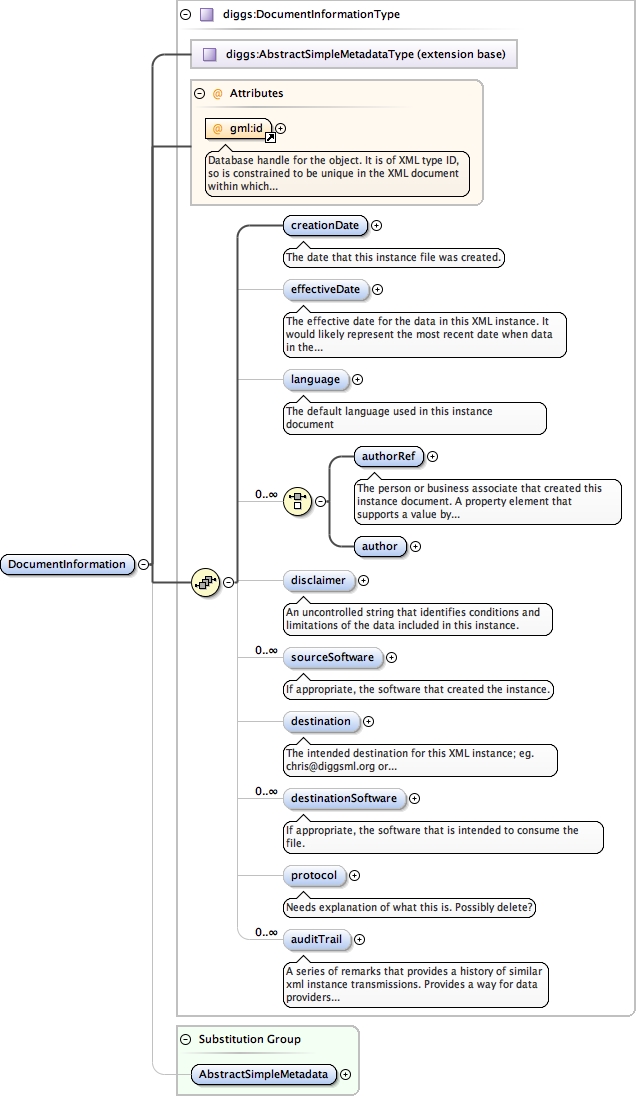 diggs:DocumentInformationType
diggs:AbstractSimpleMetadataType (extension base)
@ Attributes
@ gml:id
Database handle for the object. It is of XML type ID,
so is constrained to be unique in the XML document
within which...
creationDate
The date that this instance file was created.
effectiveDate
The effective date for the data in this XML instance. It
would likely represent the most recent date when data
in the...
language
The default language used in this instance
document
authorRef
0..∞
The person or business associate that created this
instance document. A property element that
supports a value by...
author
DocumentInformation
disclaimer
An uncontrolled string that identifies conditions and
limitations of the data included in this instance.
0..∞
sourceSoftware
If appropriate, the software that created the instance.
destination
The intended destination for this XML instance; eg.
chris@diggsml.org or...
0..∞
destinationSoftware
If appropriate, the software that is intended to consume the
file.
protocol
Needs explanation of what this is. Possibly delete?
0..∞
auditTrail
A series of remarks that provides a history of similar
xml instance transmissions. Provides a way for data
providers...
Substitution Group
AbstractSimpleMetadata